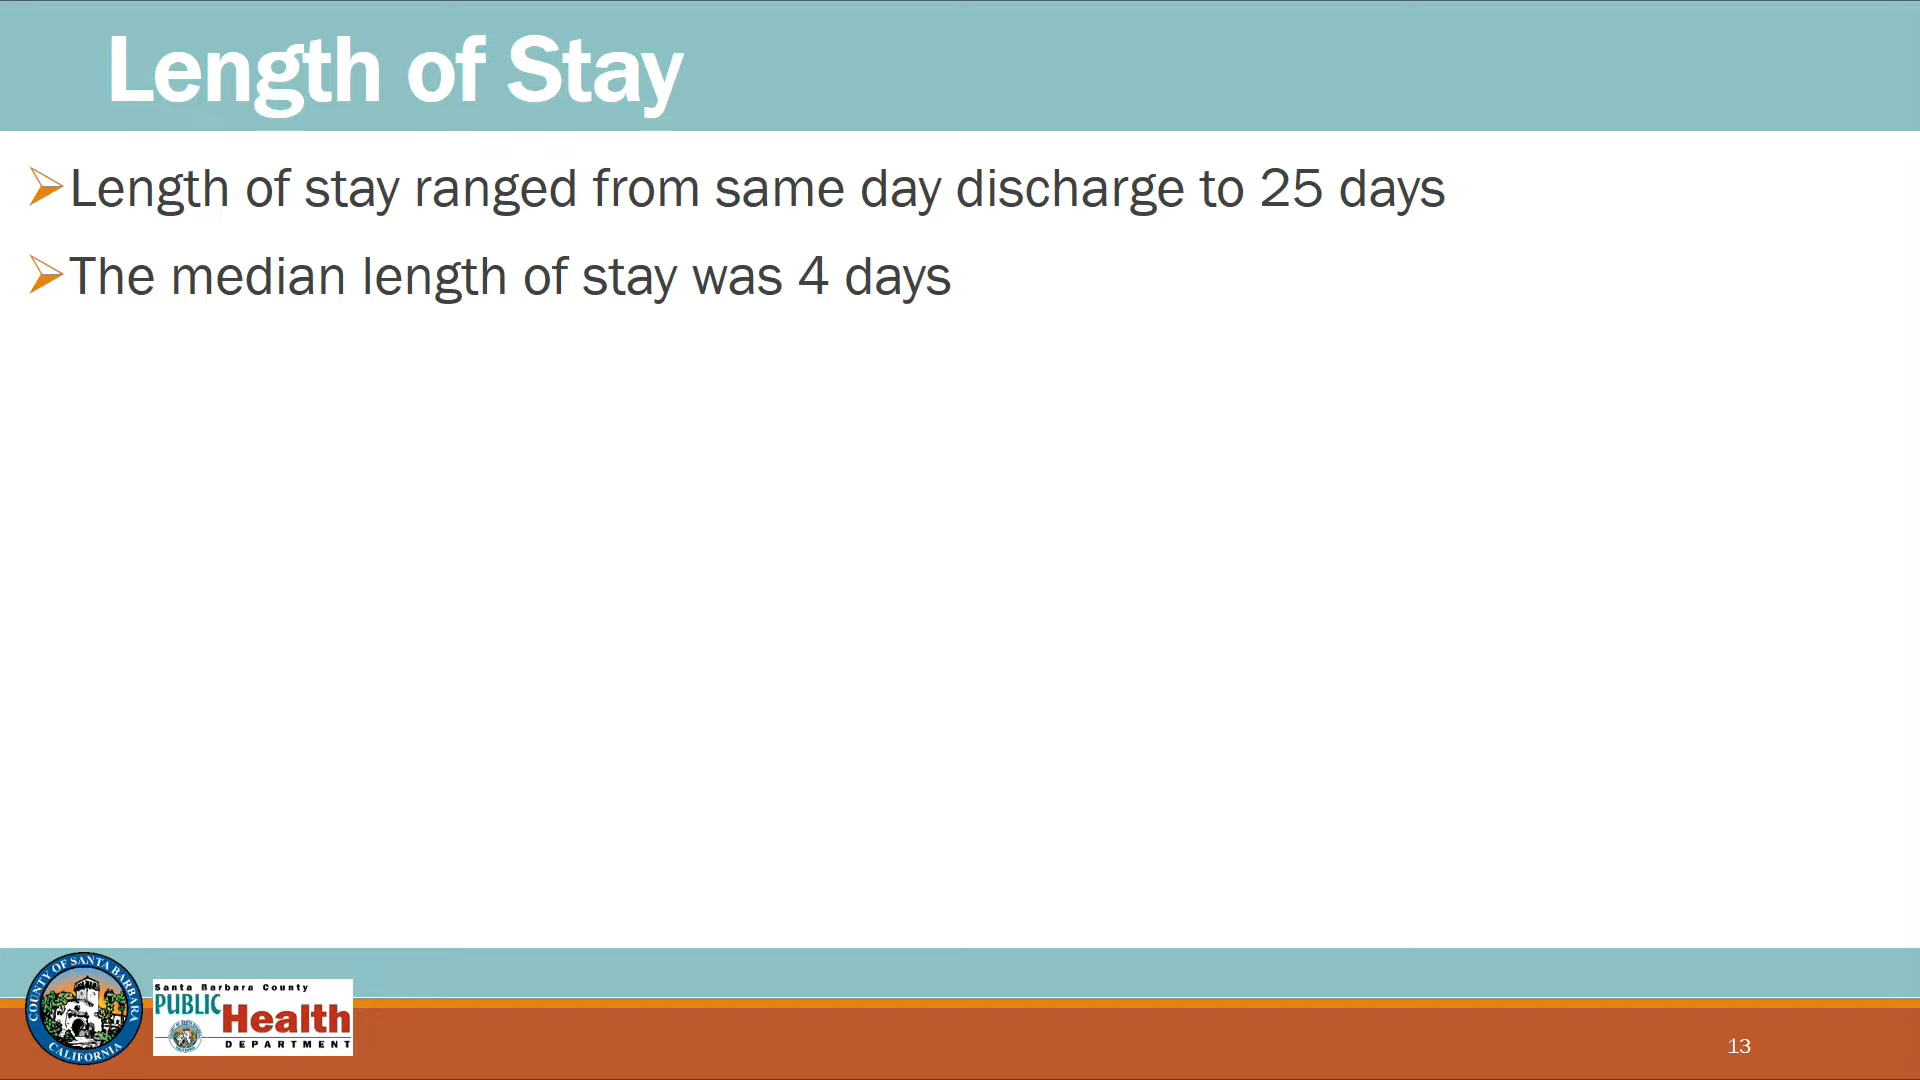 Length of Stay
Length of stay ranged from same day discharge to 25 days
The median length of stay was 4 days
COUNTY OF SANTA BARBARA
CALIFORNIA
Santa Barbara County
PUBLIC
Health
DEPARTMENT
13